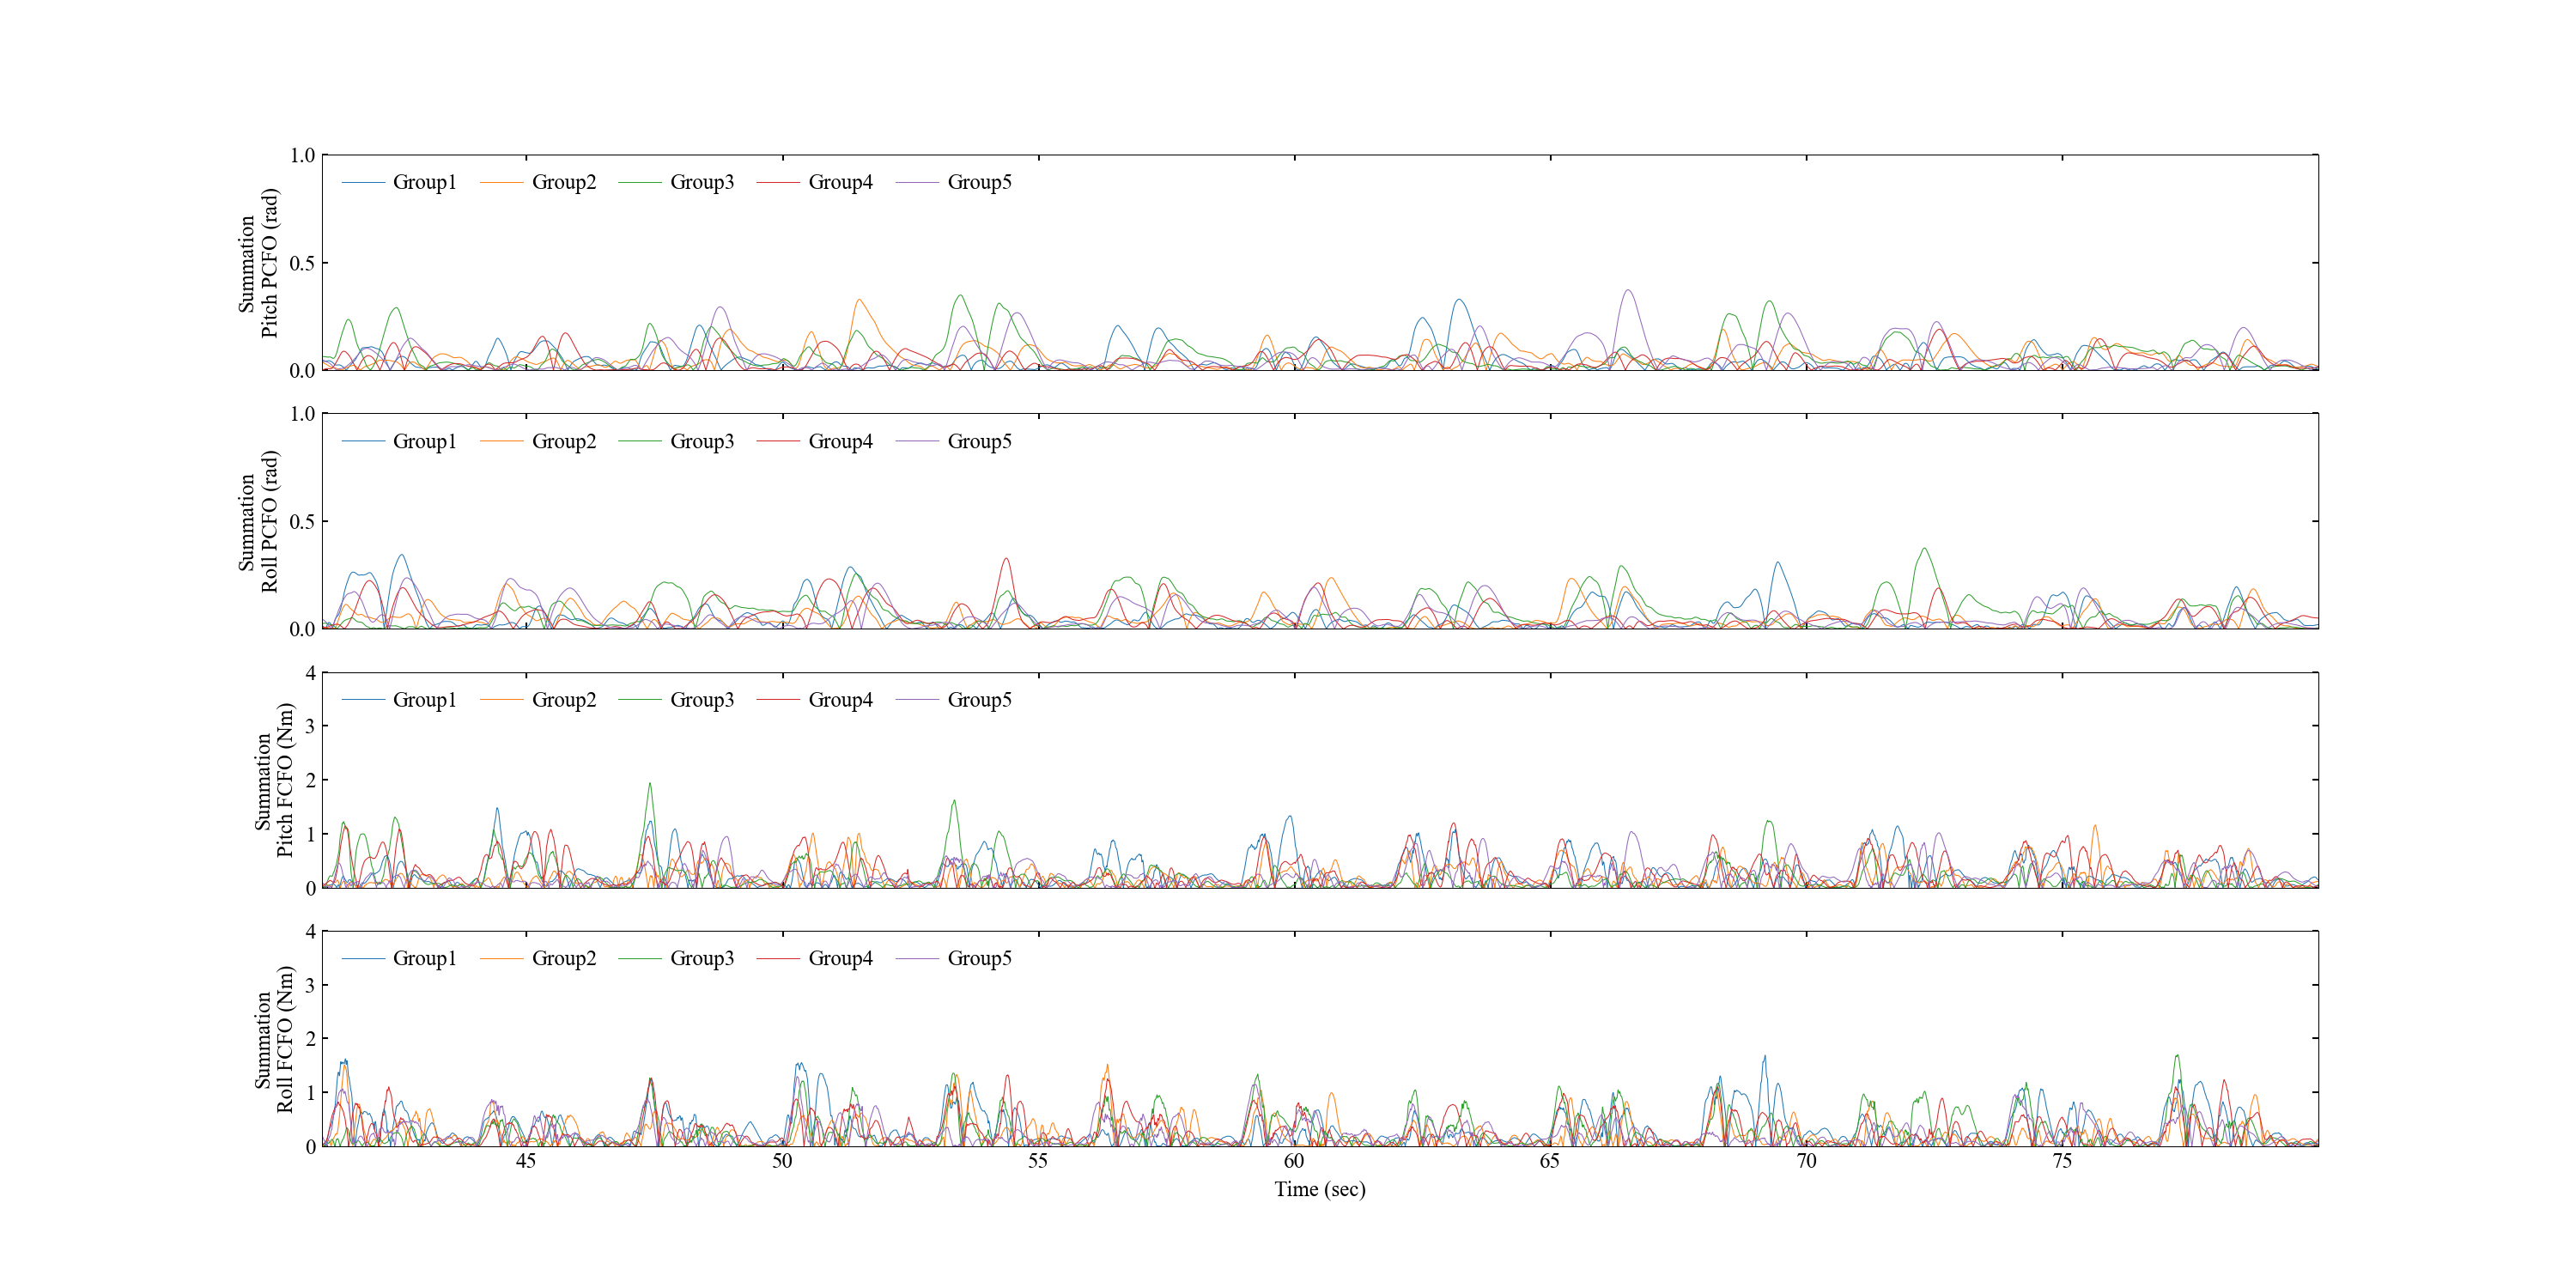 Summation
Pitch PCFO (rad)
1.0
0.5
0.0
Group1 Group2 Group3 Group4 Group5
Summation
Roll PCFO (rad)
1.0
0.5
0.0
Group1 Group2 Group3 Group4 Group5
Summation
Pitch FCFO (Nm)
4
3
2
1
0
Group1 Group2 Group3 Group4 Group5
Summation
Roll FCFO (Nm)
4
3
2
1
0
Group1 Group2 Group3 Group4 Group5
45 50 55 60 65 70 75
Time (sec)